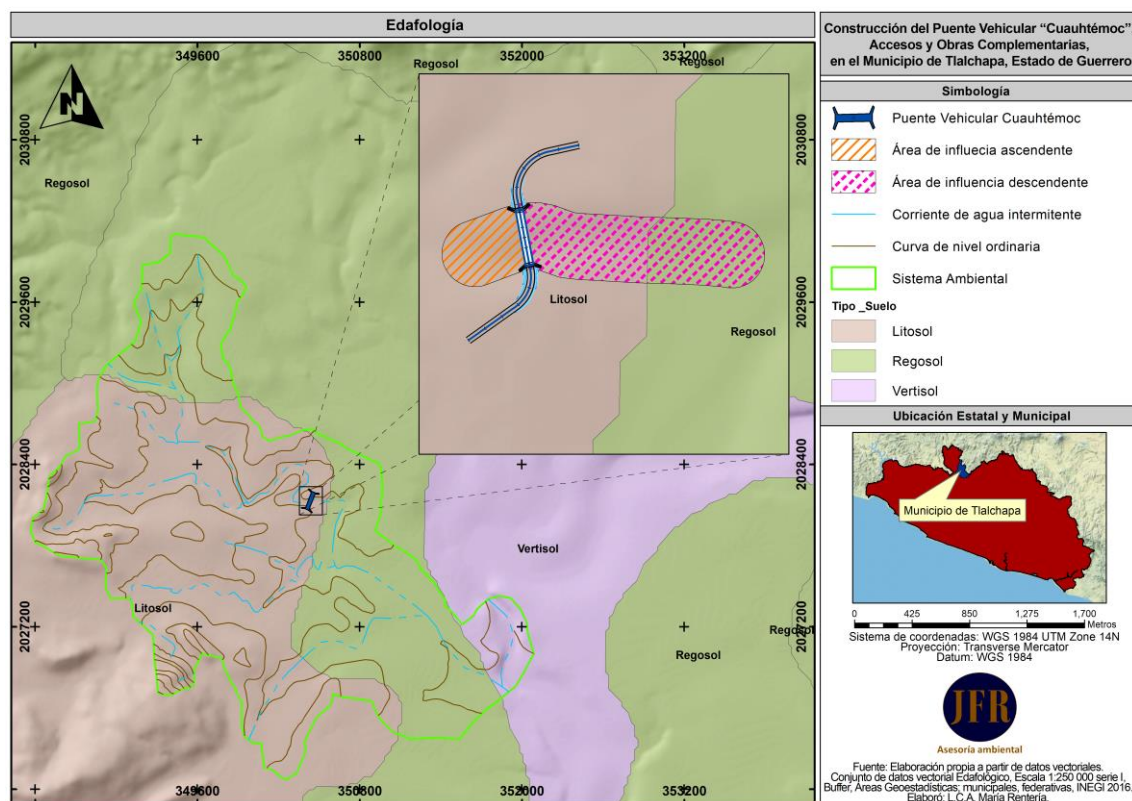 Edafología
349600
350800
352000
353200
Regosol
Regosol
N
2030800
2030800
Regosol
2029600
2029600
Litosol
Regosol
2028400
2028400
Vertisol
Litosol
2027200
2027200
Regosol
Regosol
349600
350800
352000
353200
Construcción del Puente Vehicular “Cuauhtémoc”
Accesos y Obras Complementarias,
en el Municipio de Tlalchapa, Estado de Guerrero
Simbología
Puente Vehicular Cuauhtémoc
Área de influecia ascendente
Área de influencia descendente
Corriente de agua intermitente
Curva de nivel ordinaria
Sistema Ambiental
Tipo _Suelo
Litosol
Regosol
Vertisol
Ubicación Estatal y Municipal
Municipio de Tlalchapa
0 425 850 1,275 1,700
Metros
Sistema de coordenadas: WGS 1984 UTM Zone 14N
Proyección: Transverse Mercator
Datum: WGS 1984
JFR
Asesoría ambiental
Fuente: Elaboración propia a partir de datos vectoriales.
Conjunto de datos vectorial Edafológico, Escala 1:250 000 serie I,
Buffer, Áreas Geoestadísticas; municipales, federativas, INEGI 2016.
Elaboró: L.C.A. María Rentería.